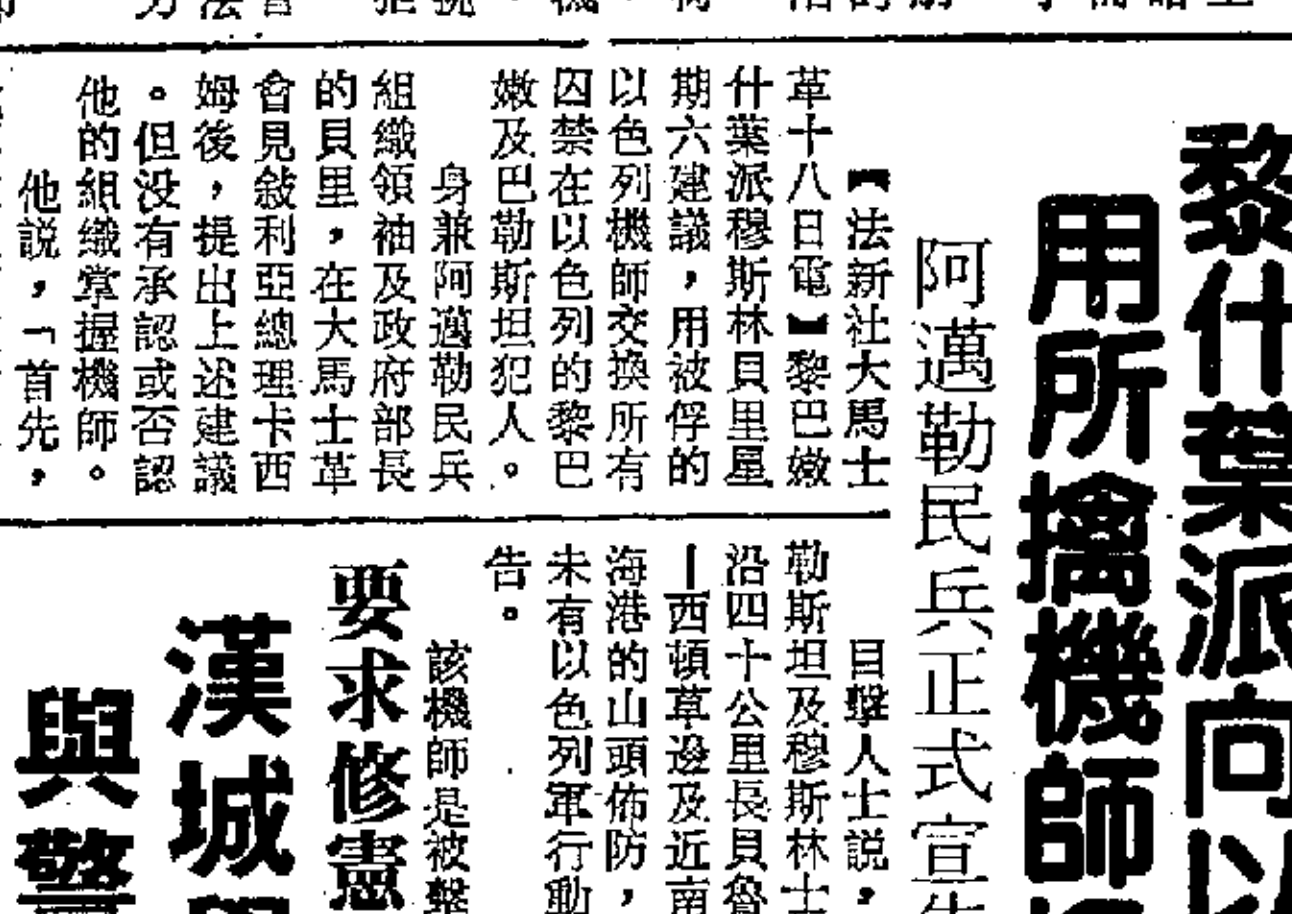 黎什葉派向以
用所擒機師
阿邁勒民兵正式宣
【法新社大馬士
革十八日電】黎巴嫩
什葉派穆斯林貝里星
期六建議,用被俘的
以色列機師交換所有
囚禁在以色列的黎巴
嫩及巴勒斯坦犯人。
身兼阿邁勒民兵
組織領袖及政府部長
的貝里,在大馬士革
會見敍利亞總理卡西
姆後,提出上述建議
。但没有承認或否認
他的組織掌握機師。
他説,「首先,
目擊人士説,
勒斯坦及穆斯林士
沿四十公里長貝魯
—西頓草邊及近南
海港的山頭佈防,
未有以色列軍行動
告。
該機師是被擊
要求修憲
漢城
與警